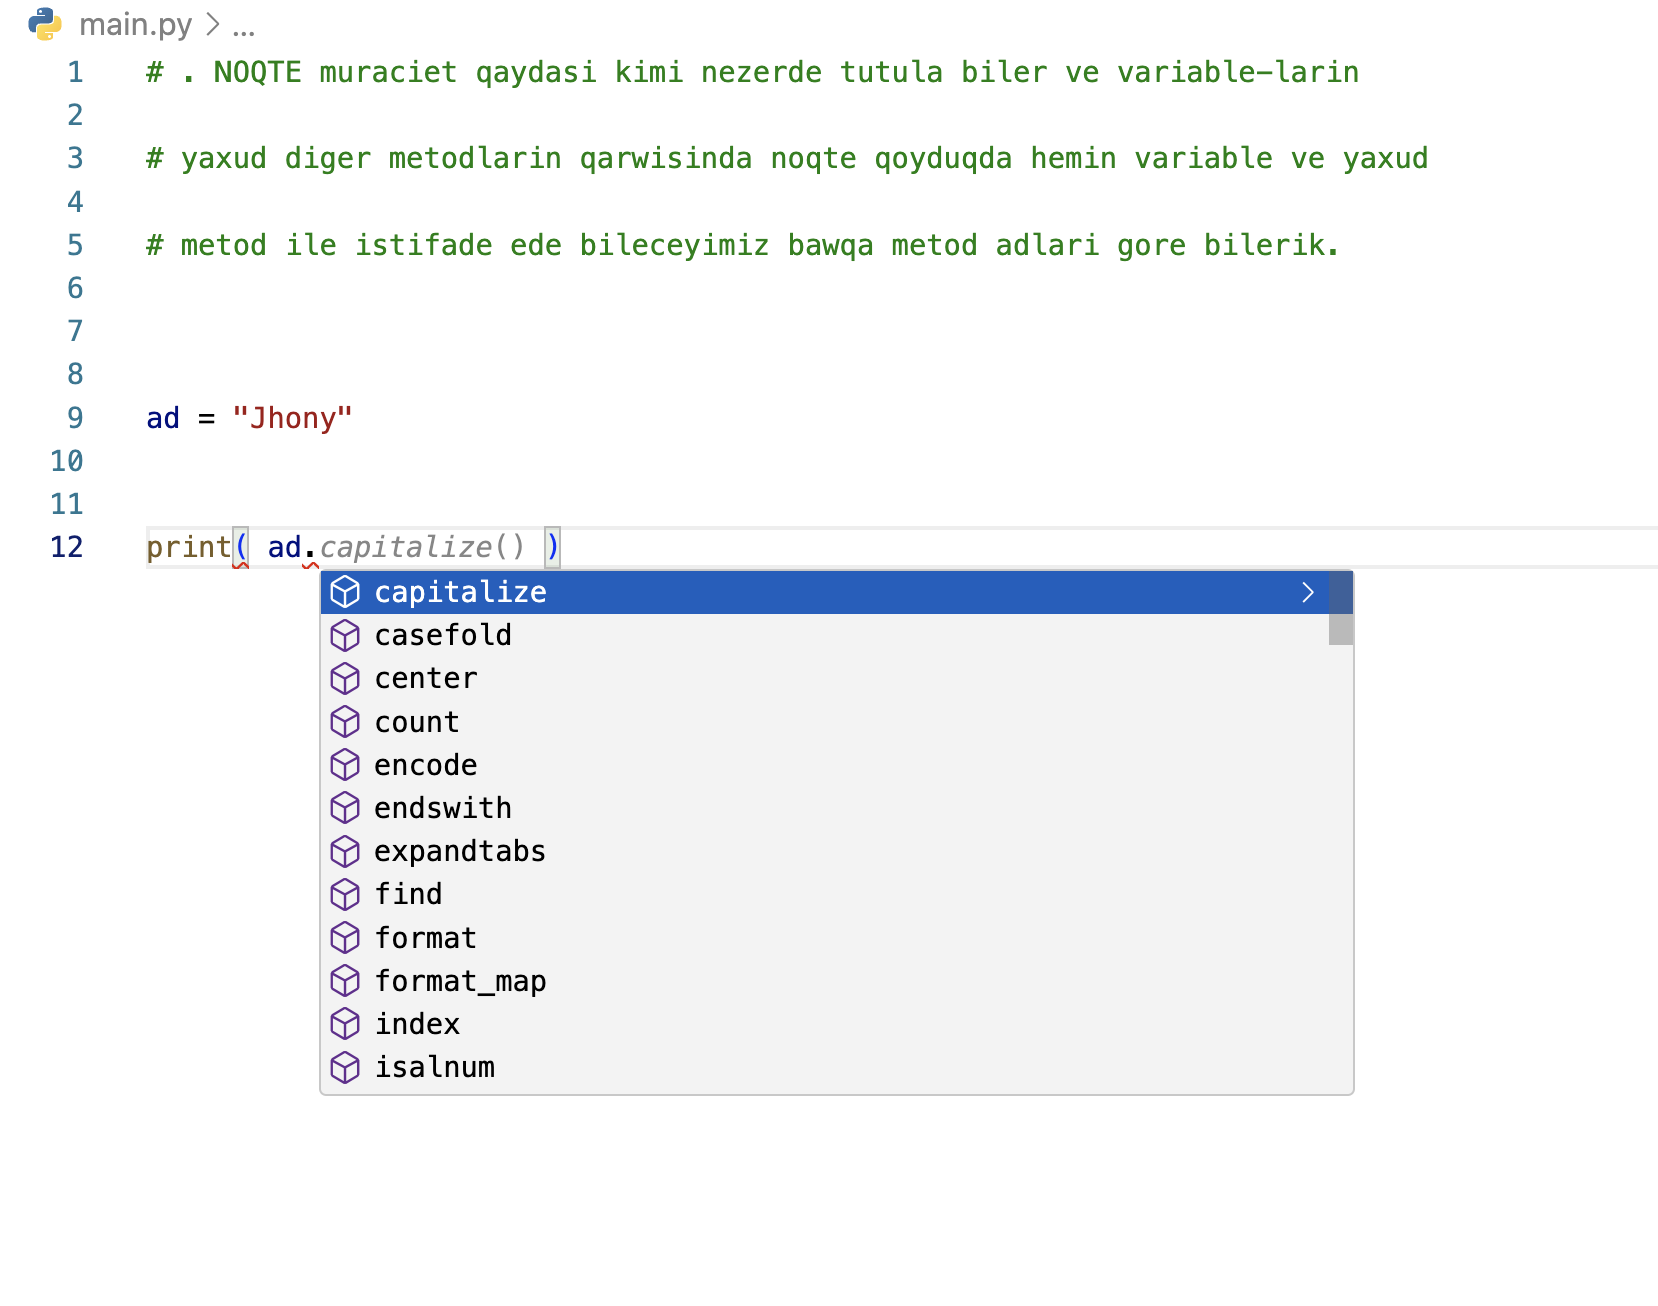 main.py > ...
1 # . NOQTE muraciet qaydasi kimi nezerde tutula biler ve variable-larin
2
3 # yaxud diger metodlarin qarwisinda noqte qoyduqda hemin variable ve yaxud
4
5 # metod ile istifade ede bileceyimiz bawqa metod adlari gore bilerik.
6
7
8
9 ad = "Jhony"
10
11
12 print( ad.capitalize() )
capitalize
casefold
center
count
encode
endswith
expandtabs
find
format
format_map
index
isalnum